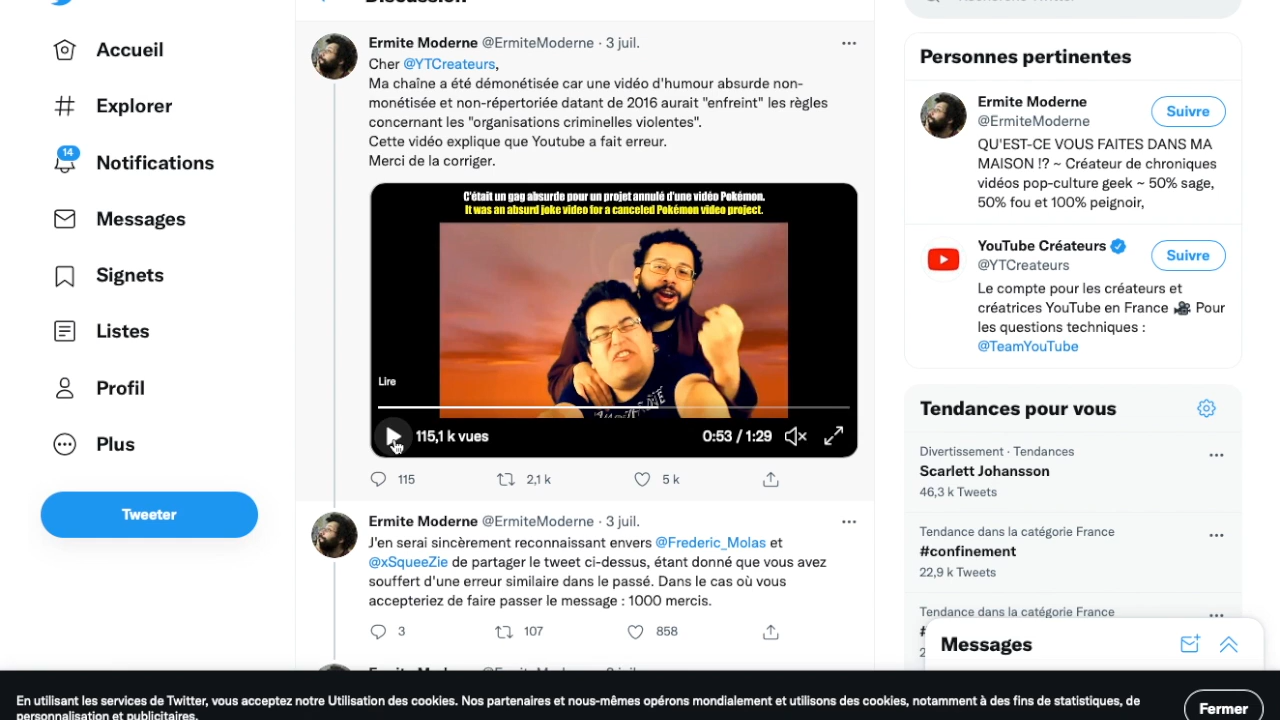 Accueil
Explorer
14
Notifications
Messages
Signets
Listes
Profil
Plus
Tweeter
Discussion
Ermite Moderne @ErmiteModerne · 3 juil.
Cher @YTCreateurs,
Ma chaîne a été démonétisée car une vidéo d'humour absurde non-
monétisée et non-répertoriée datant de 2016 aurait "enfreint" les règles
concernant les "organisations criminelles violentes".
Cette vidéo explique que Youtube a fait erreur.
Merci de la corriger.
C'était un gag absurde pour un projet annulé d'une vidéo Pokémon.
It was an absurd joke video for a canceled Pokémon video project.
Lire
115,1 k vues
0:53 / 1:29
115
2,1 k
5 k
Ermite Moderne @ErmiteModerne · 3 juil.
J'en serai sincèrement reconnaissant envers @Frederic_Molas et
@xSqueeZie de partager le tweet ci-dessus, étant donné que vous avez
souffert d'une erreur similaire dans le passé. Dans le cas où vous
accepteriez de faire passer le message : 1000 mercis.
3
107
858
Recherche Twitter
Personnes pertinentes
Ermite Moderne
@ErmiteModerne
Suivre
QU'EST-CE VOUS FAITES DANS MA
MAISON !? ~ Créateur de chroniques
vidéos pop-culture geek ~ 50% sage,
50% fou et 100% peignoir,
YouTube Créateurs
@YTCreateurs
Suivre
Le compte pour les créateurs et
créatrices YouTube en France 🎥 Pour
les questions techniques :
@TeamYouTube
Tendances pour vous
Divertissement · Tendances
Scarlett Johansson
46,3 k Tweets
Tendance dans la catégorie France
#confinement
22,9 k Tweets
Tendance dans la catégorie France
Messages
En utilisant les services de Twitter, vous acceptez notre Utilisation des cookies. Nos partenaires et nous-mêmes opérons mondialement et utilisons des cookies, notamment à des fins de statistiques, de
personnalisation et publicitaires.
Fermer